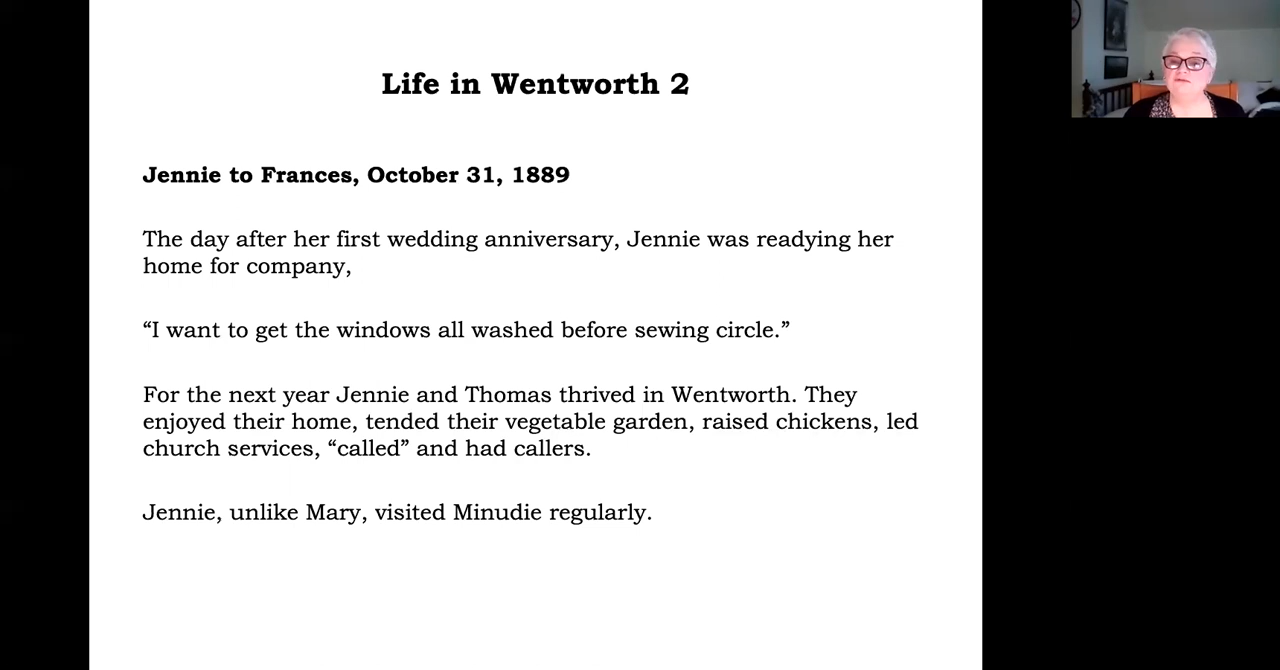 Life in Wentworth 2
Jennie to Frances, October 31, 1889
The day after her first wedding anniversary, Jennie was readying her
home for company,
“I want to get the windows all washed before sewing circle.”
For the next year Jennie and Thomas thrived in Wentworth. They
enjoyed their home, tended their vegetable garden, raised chickens, led
church services, “called” and had callers.
Jennie, unlike Mary, visited Minudie regularly.